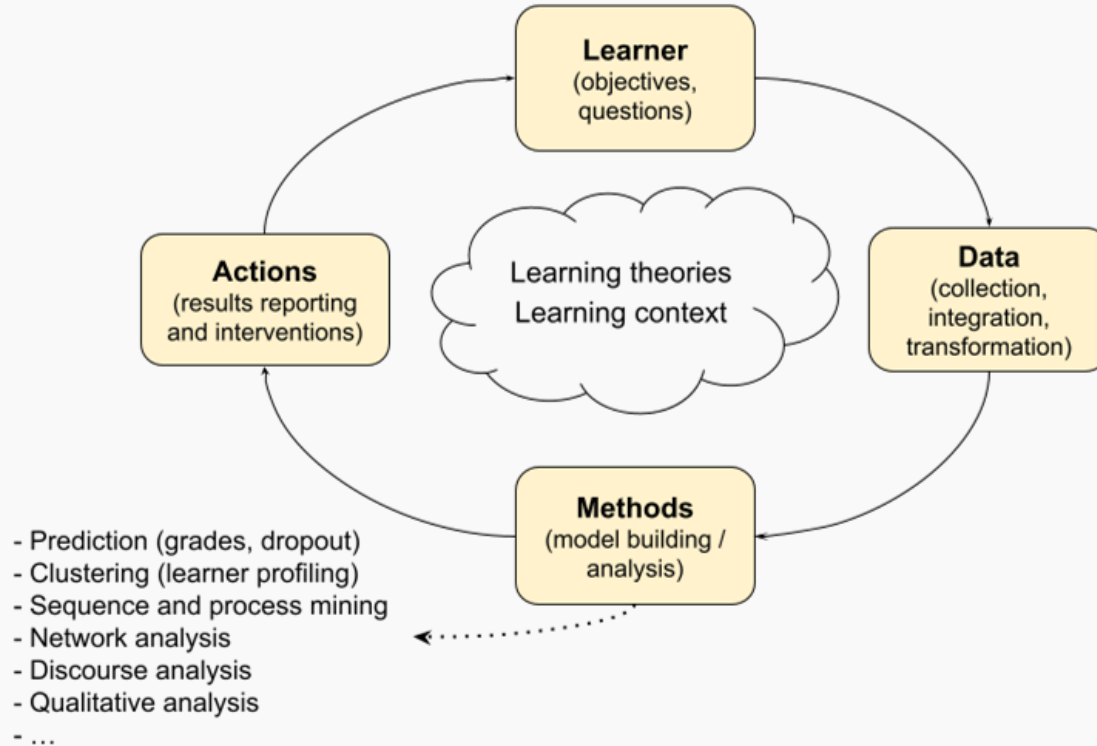 Learner
(objectives,
questions)
Actions
(results reporting
and interventions)
Learning theories
Learning context
Data
(collection,
integration,
transformation)
Methods
(model building /
analysis)
- Prediction (grades, dropout)
- Clustering (learner profiling)
- Sequence and process mining
- Network analysis
- Discourse analysis
- Qualitative analysis
- ...